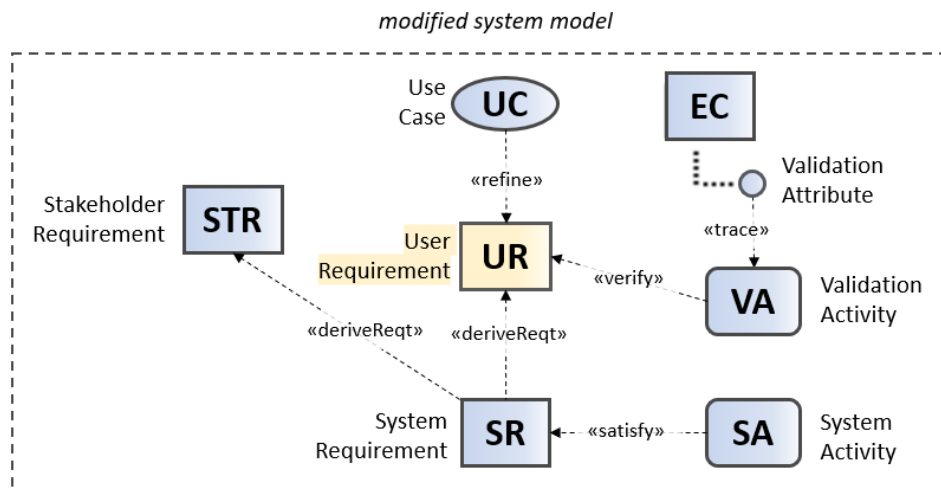 modified system model
Use
Case
UC
EC
«refine»
Validation
Attribute
Stakeholder
Requirement
STR
User
Requirement
UR
«trace»
«verify»
VA
Validation
Activity
«deriveReqt»
«deriveReqt»
System
Requirement
SR
«satisfy»
SA
System
Activity